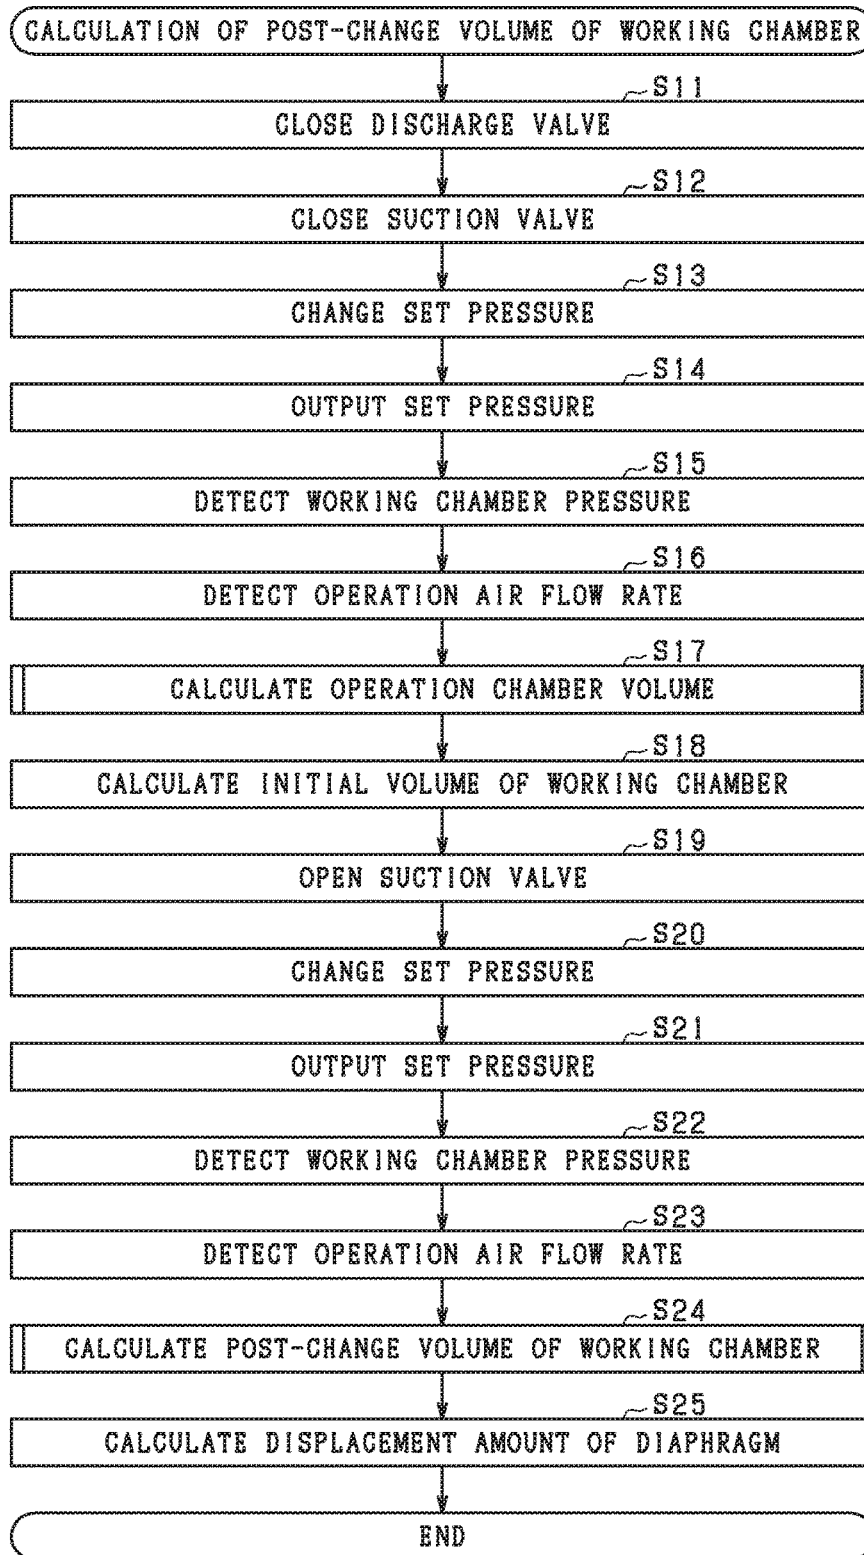 CALCULATION OF POST-CHANGE VOLUME OF WORKING CHAMBER
S11
CLOSE DISCHARGE VALVE
S12
CLOSE SUCTION VALVE
S13
CHANGE SET PRESSURE
S14
OUTPUT SET PRESSURE
S15
DETECT WORKING CHAMBER PRESSURE
S16
DETECT OPERATION AIR FLOW RATE
S17
CALCULATE OPERATION CHAMBER VOLUME
S18
CALCULATE INITIAL VOLUME OF WORKING CHAMBER
S19
OPEN SUCTION VALVE
S20
CHANGE SET PRESSURE
S21
OUTPUT SET PRESSURE
S22
DETECT WORKING CHAMBER PRESSURE
S23
DETECT OPERATION AIR FLOW RATE
S24
CALCULATE POST-CHANGE VOLUME OF WORKING CHAMBER
S25
CALCULATE DISPLACEMENT AMOUNT OF DIAPHRAGM
END